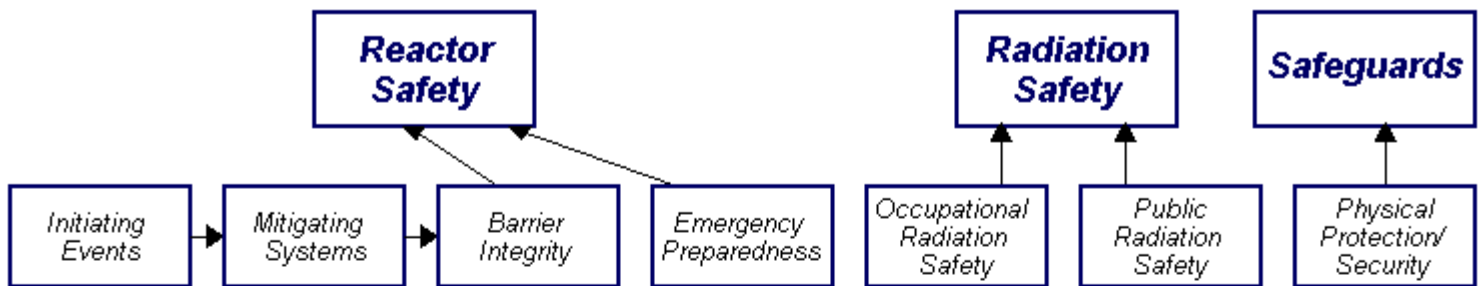 Reactor
Safety
Radiation
Safety
Safeguards
Initiating
Events
Mitigating
Systems
Barrier
Integrity
Emergency
Preparedness
Occupational
Radiation
Safety
Public
Radiation
Safety
Physical
Protection/
Security